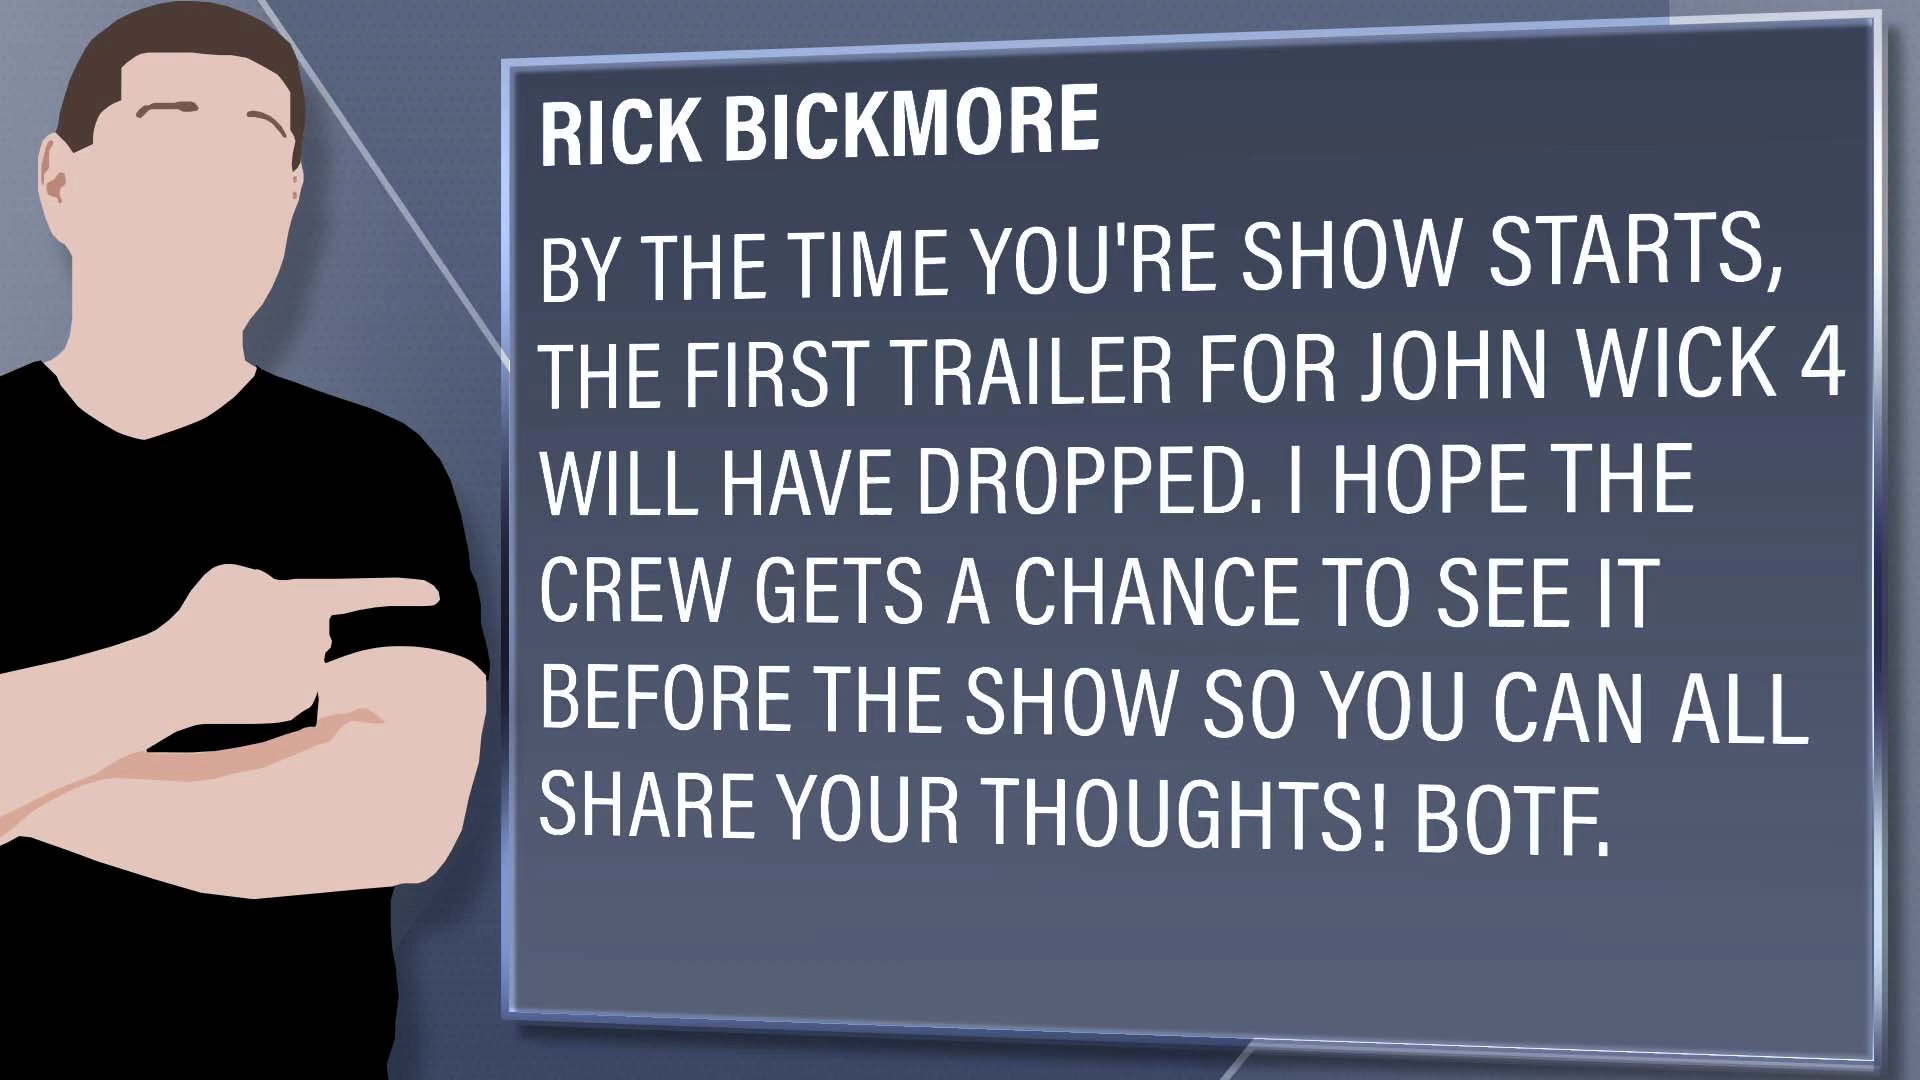 RICK BICKMORE
BY THE TIME YOU'RE SHOW STARTS,
THE FIRST TRAILER FOR JOHN WICK 4
WILL HAVE DROPPED. I HOPE THE
CREW GETS A CHANCE TO SEE IT
BEFORE THE SHOW SO YOU CAN ALL
SHARE YOUR THOUGHTS! BOTF.